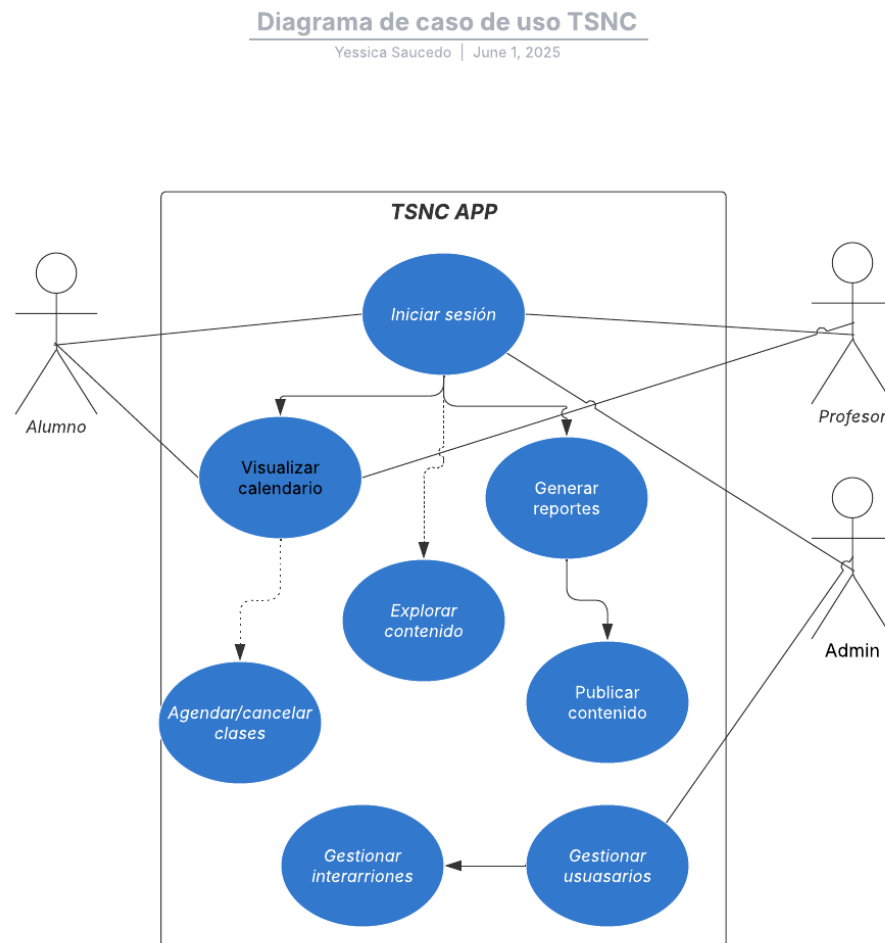 Diagrama de caso de uso TSNC
Yessica Saucedo | June 1, 2025
TSNC APP
Iniciar sesión
Alumno
Profesor
Visualizar
calendario
Generar
reportes
Explorar
contenido
Admin
Agendar/cancelar
clases
Publicar
contenido
Gestionar
interarriones
Gestionar
usuasarios